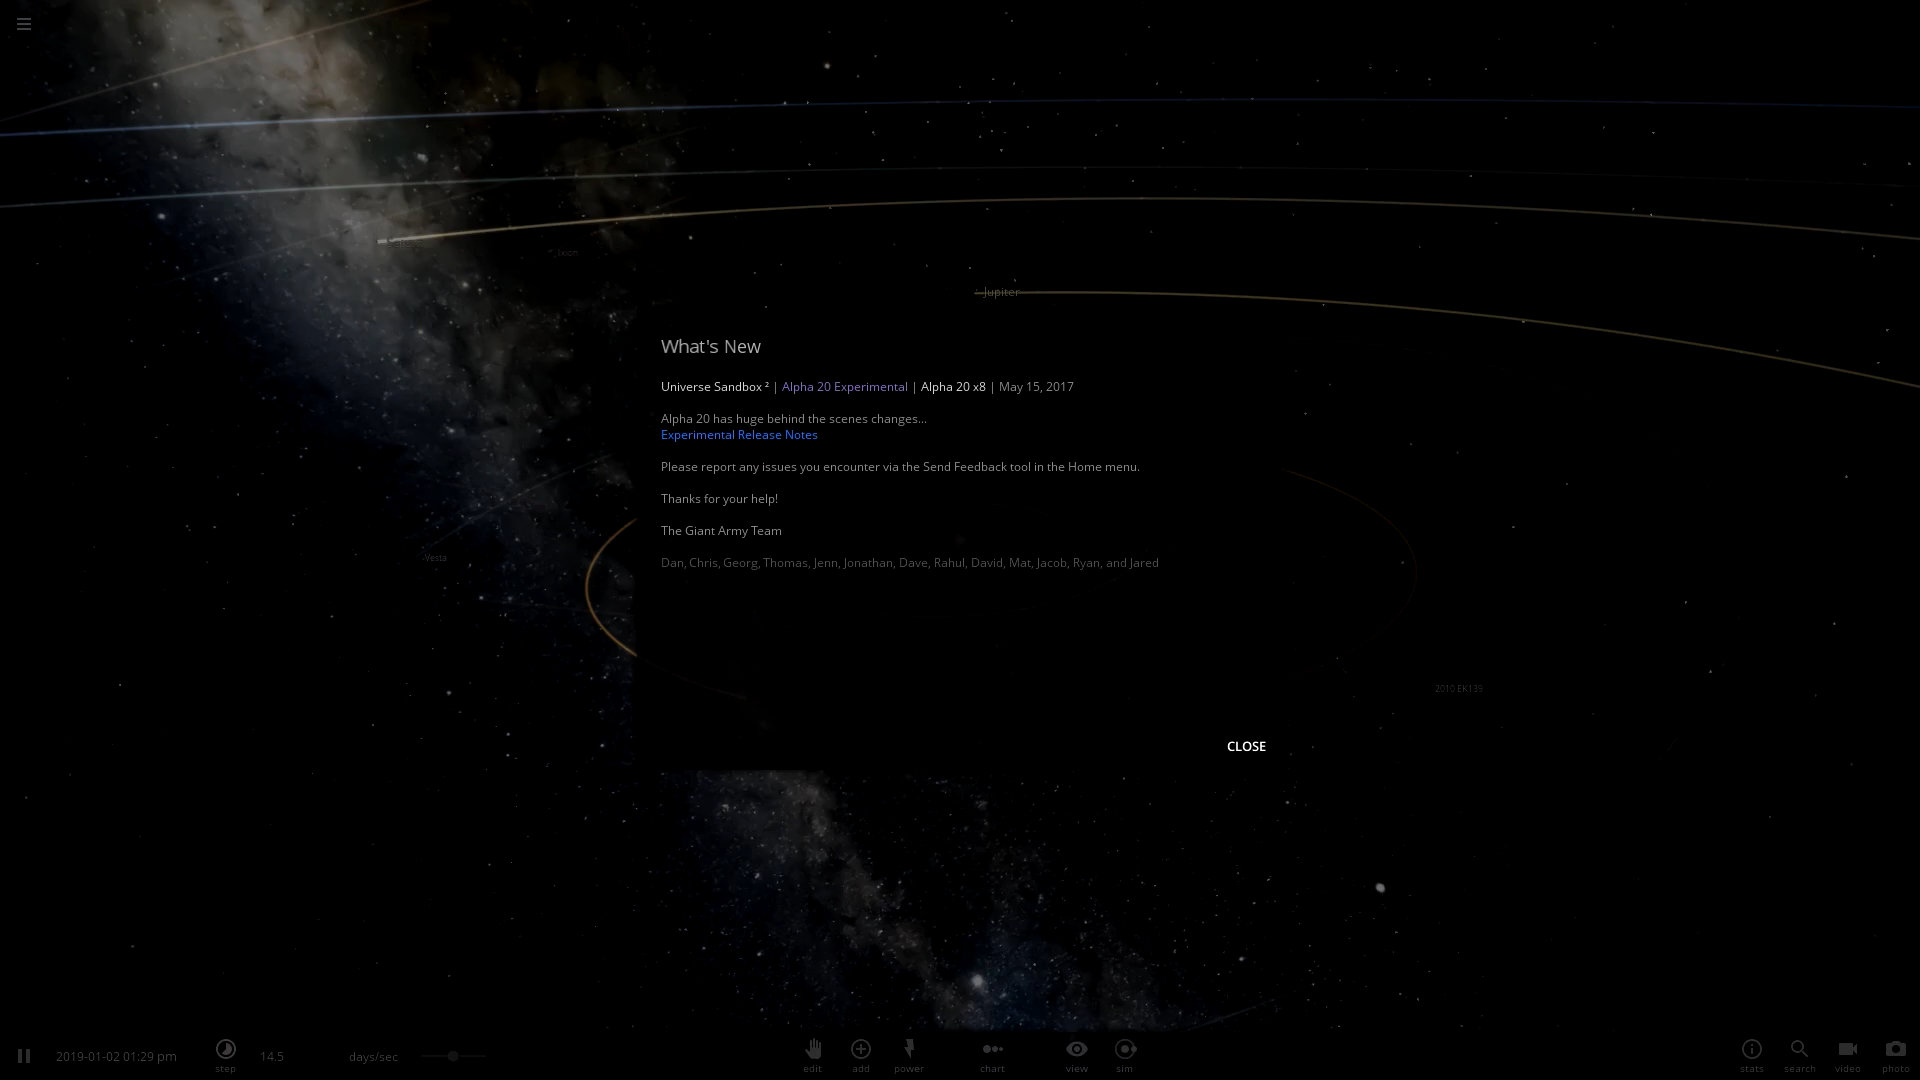 Ixion
Jupiter
What's New
Universe Sandbox ² | Alpha 20 Experimental | Alpha 20 x8 | May 15, 2017
Alpha 20 has huge behind the scenes changes...
Experimental Release Notes
Please report any issues you encounter via the Send Feedback tool in the Home menu.
Thanks for your help!
The Giant Army Team
Vesta
Dan, Chris, Georg, Thomas, Jenn, Jonathan, Dave, Rahul, David, Mat, Jacob, Ryan, and Jared
2010 EK139
CLOSE
2019-01-02 01:29 pm
step
14.5
days/sec
edit
add
power
chart
view
sim
stats
search
video
photo